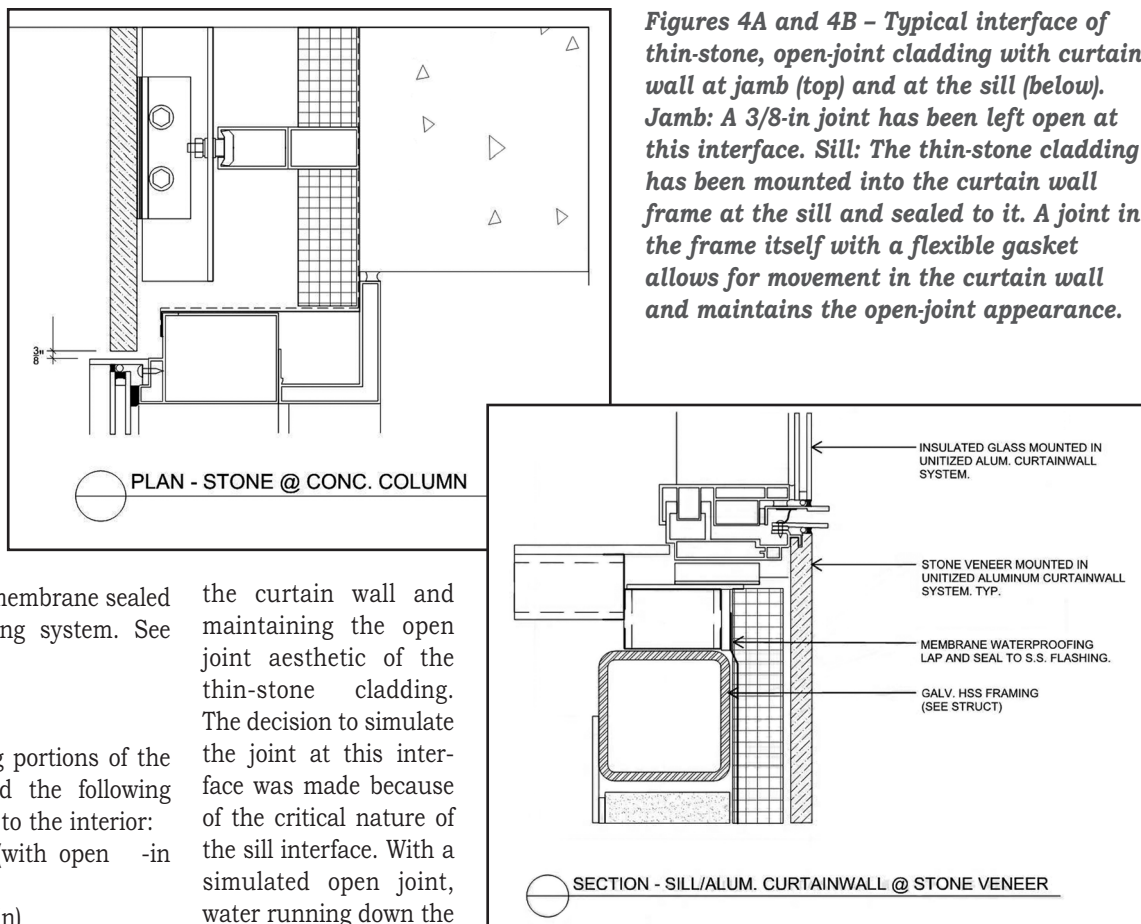 Figures 4A and 4B – Typical interface of
thin-stone, open-joint cladding with curtain
wall at jamb (top) and at the sill (below).
Jamb: A 3/8-in joint has been left open at
this interface. Sill: The thin-stone cladding
has been mounted into the curtain wall
frame at the sill and sealed to it. A joint in
the frame itself with a flexible gasket
allows for movement in the curtain wall
and maintains the open-joint appearance.
3/8"
PLAN - STONE @ CONC. COLUMN
INSULATED GLASS MOUNTED IN
UNITIZED ALUM. CURTAINWALL
SYSTEM.
STONE VENEER MOUNTED IN
UNITIZED ALUMINUM CURTAINWALL
SYSTEM. TYP.
MEMBRANE WATERPROOFING
LAP AND SEAL TO S.S. FLASHING.
GALV. HSS FRAMING
(SEE STRUCT)
SECTION - SILL/ALUM. CURTAINWALL @ STONE VENEER
membrane sealed
ing system. See
g portions of the
d the following
to the interior:
with open -in
n)
the curtain wall and
maintaining the open
joint aesthetic of the
thin-stone cladding.
The decision to simulate
the joint at this inter-
face was made because
of the critical nature of
the sill interface. With a
simulated open joint,
water running down the